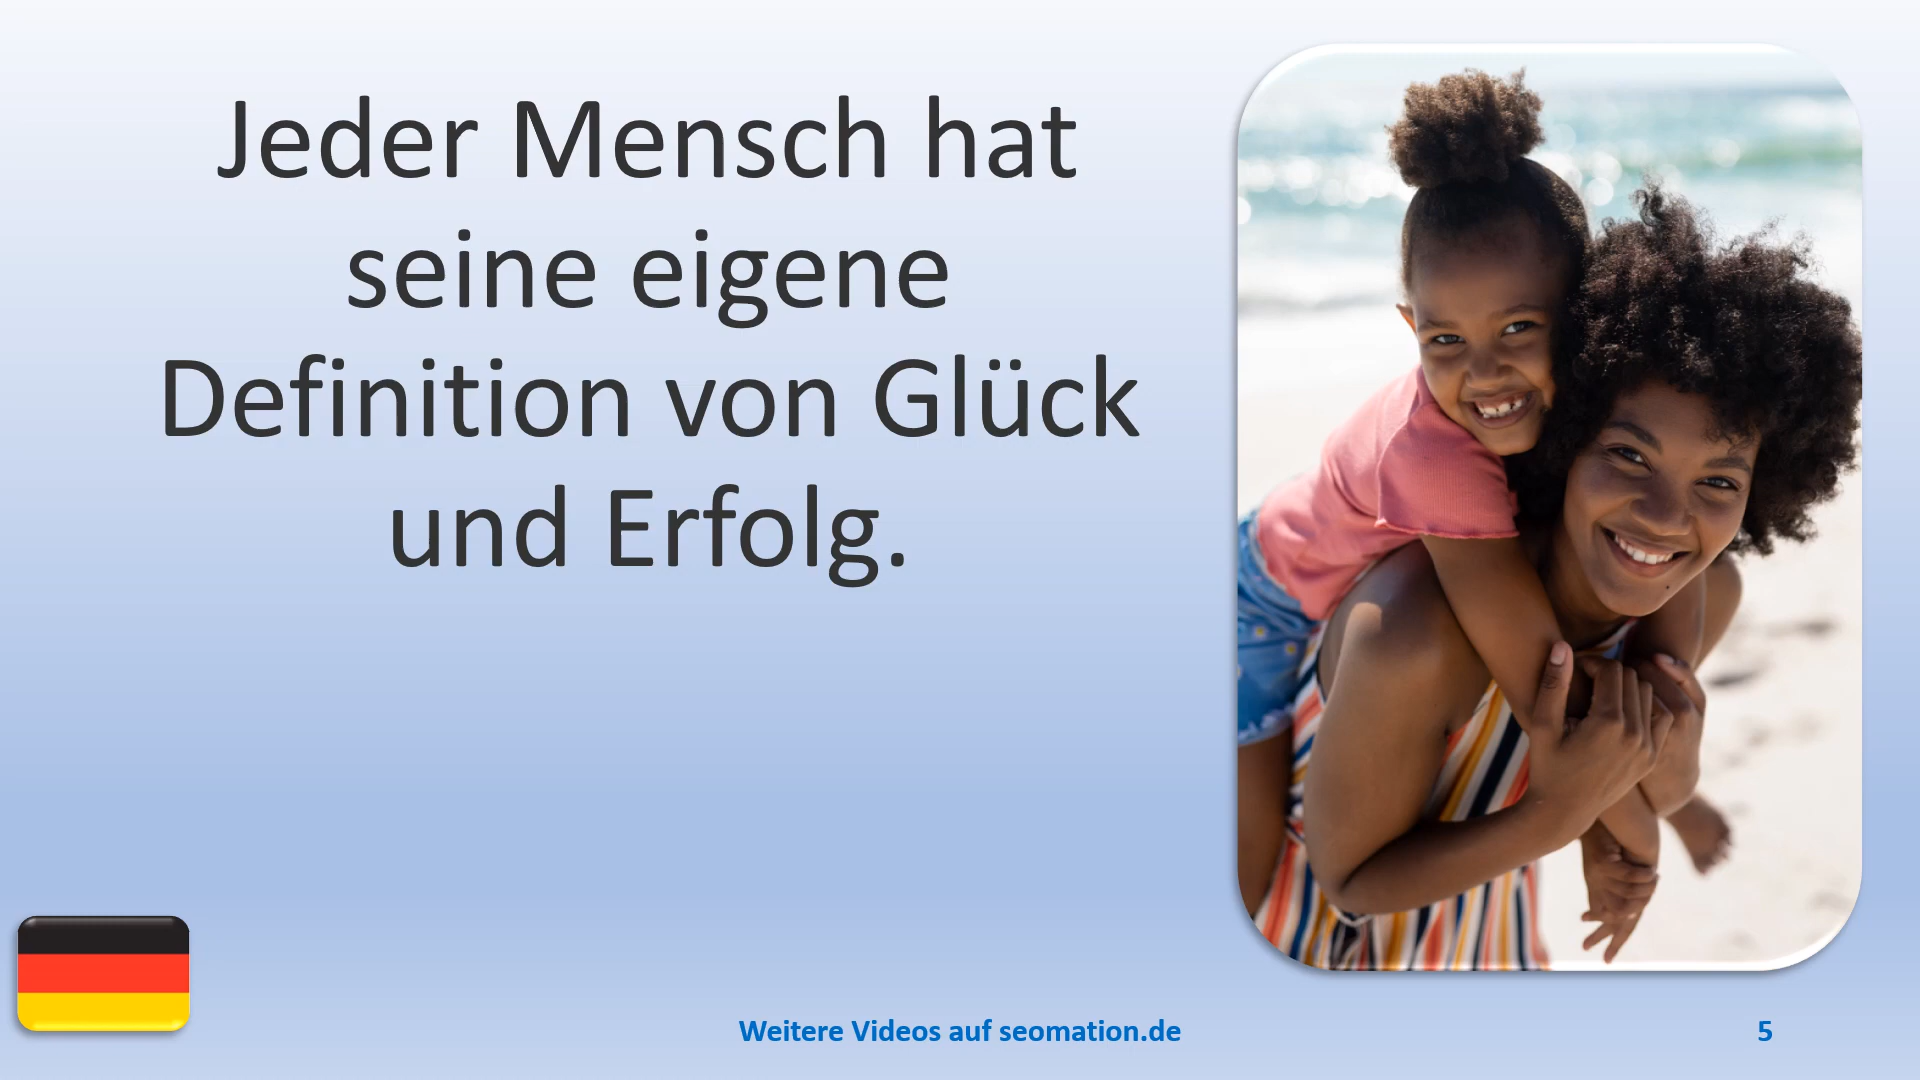 Jeder Mensch hat
seine eigene
Definition von Glück
und Erfolg.
Weitere Videos auf seomation.de
5